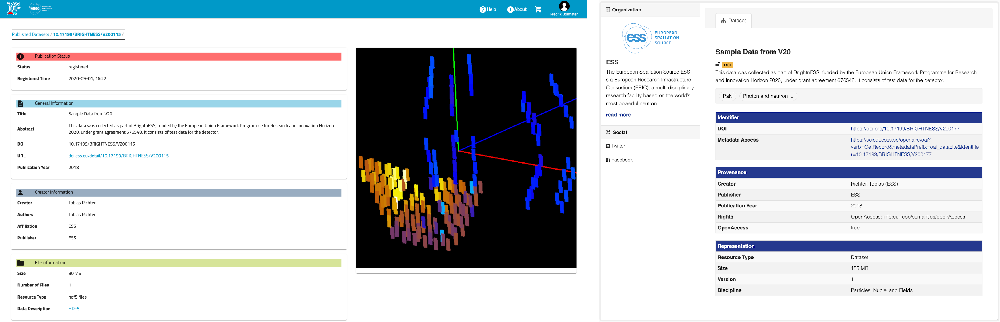 SciCat
ess EUROPEAN SPALLATION SOURCE
Help
About
Fredrik Bolmsten
Published Datasets / 10.17199/BRIGHTNESS/V200115 /
Publication Status
Status registered
Registered Time 2020-09-01, 16:22
General Information
Title Sample Data from V20
Abstract This data was collected as part of BrightnESS, funded by the European Union Framework Programme for Research and Innovation Horizon
2020, under grant agreement 676548. It consists of test data for the detector.
DOI 10.17199/BRIGHTNESS/V200115
URL doi.ess.eu/detail/10.17199/BRIGHTNESS/V200115
Publication Year 2018
Creator Information
Creator Tobias Richter
Authors Tobias Richter
Affiliation ESS
Publisher ESS
File information
Size 90 MB
Number of Files 1
Resource Type hdf5 files
Data Description HDF5
Organization
ess
EUROPEAN
SPALLATION
SOURCE
ESS
The European Spallation Source ESS i
s a European Research Infrastructure
Consortium (ERIC), a multi-disciplinary
research facility based on the world's
most powerful neutron...
read more
Social
Twitter
Facebook
Dataset
Sample Data from V20
DOI
This data was collected as part of BrightnESS, funded by the European Union Framework Programme for Research
and Innovation Horizon 2020, under grant agreement 676548. It consists of test data for the detector.
PaN Photon and neutron ...
Identifier
DOI https://doi.org/10.17199/BRIGHTNESS/V200177
Metadata Access https://scicat.esss.se/openaire/oai?
verb=GetRecord&metadataPrefix=oai_datacite&identifie
r=10.17199/BRIGHTNESS/V200177
Provenance
Creator Richter, Tobias (ESS)
Publisher ESS
Publication Year 2018
Rights OpenAccess; info:eu-repo/semantics/openAccess
OpenAccess true
Representation
Resource Type Dataset
Size 155 MB
Version 1
Discipline Particles, Nuclei and Fields